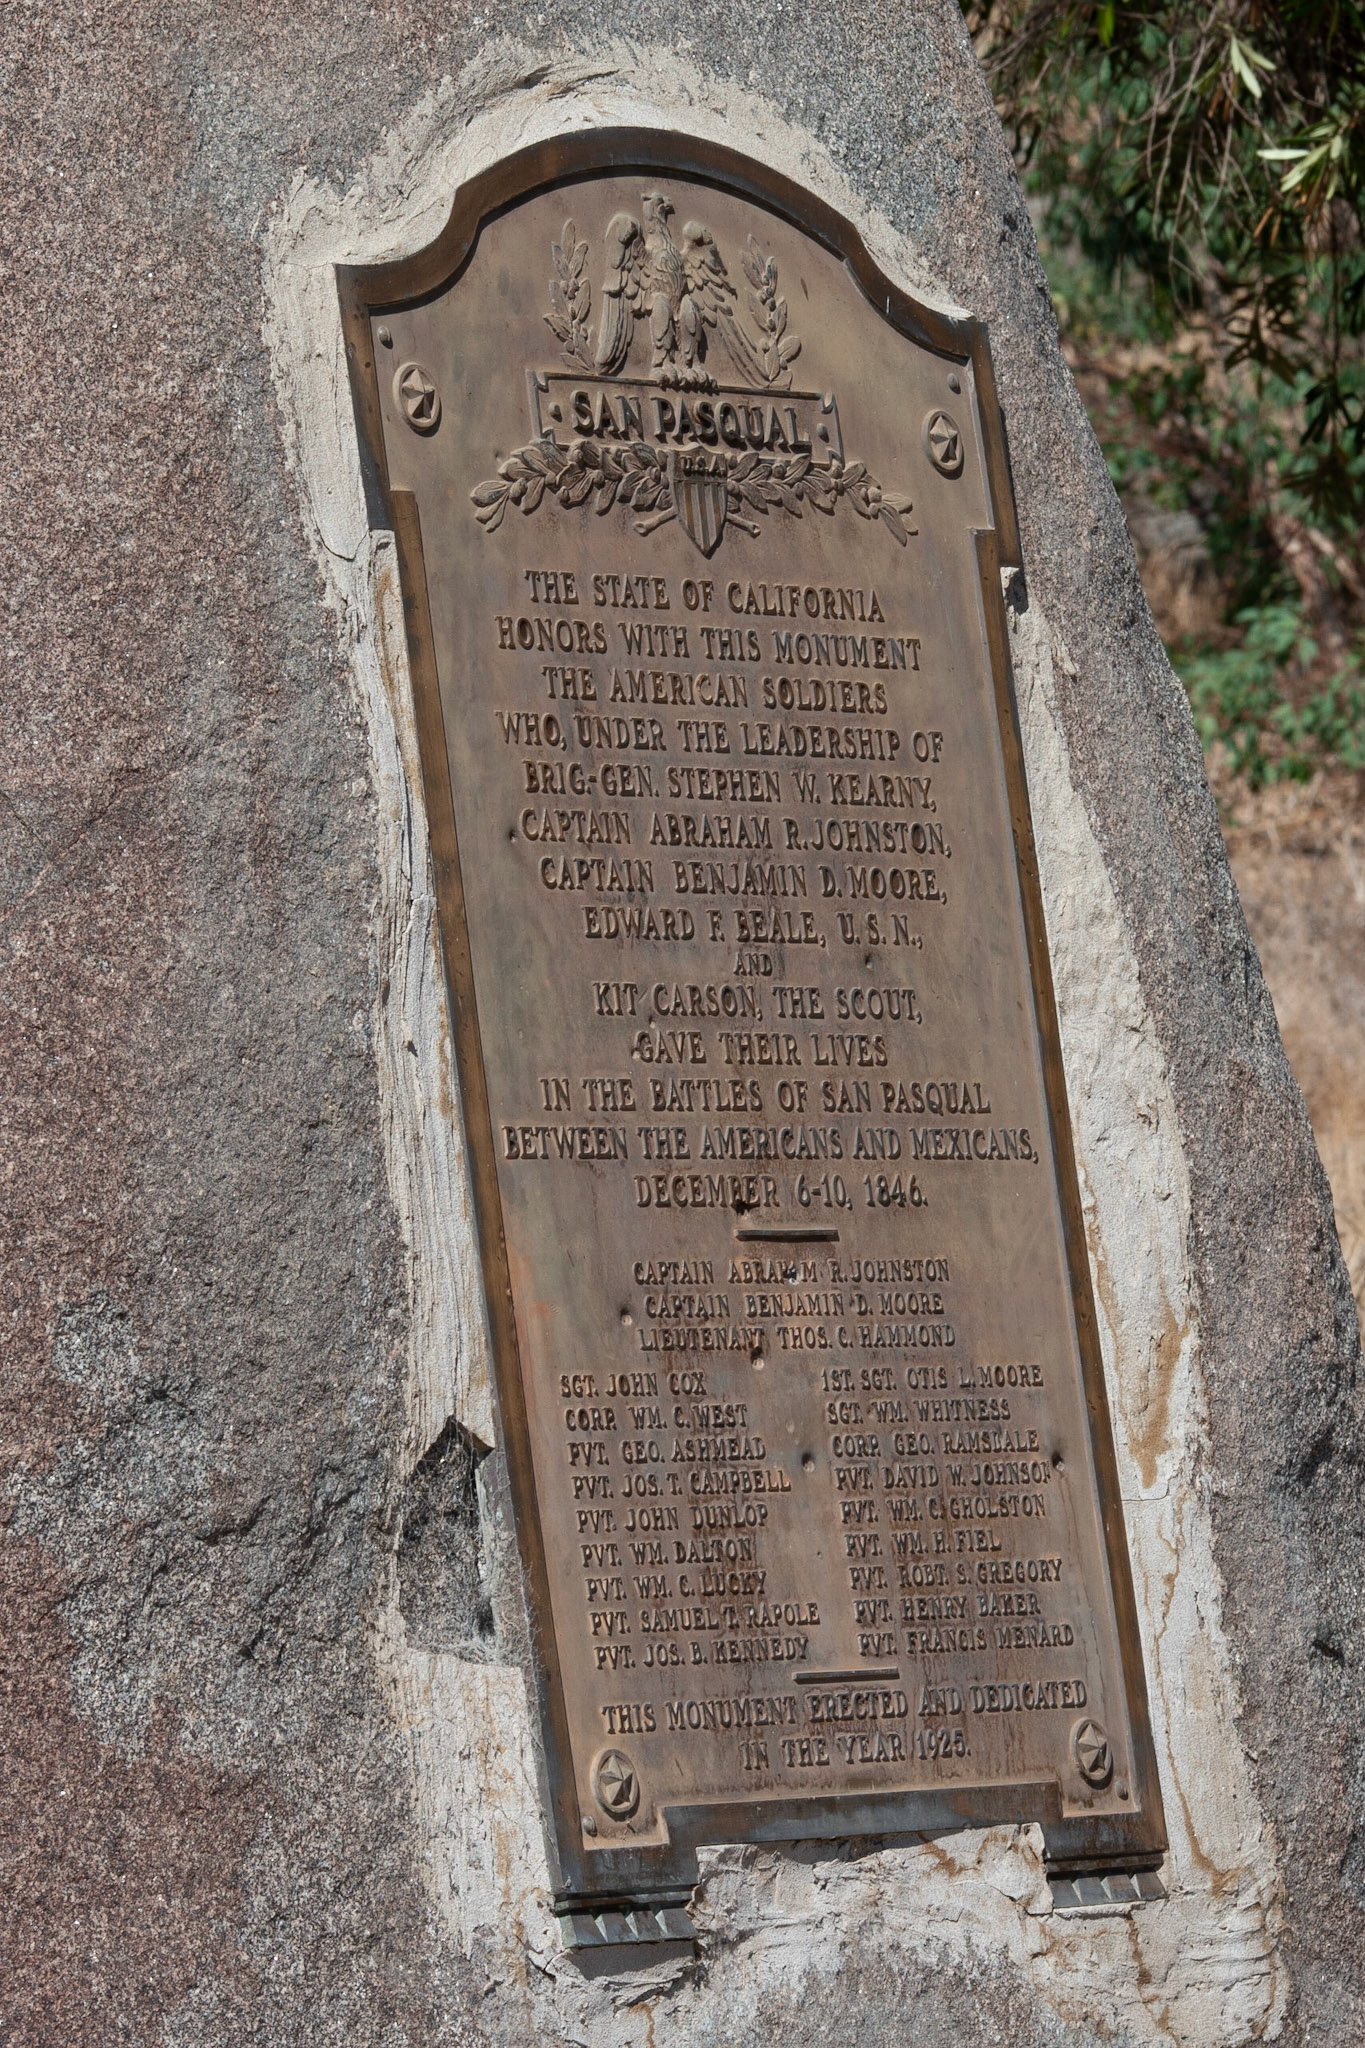 SAN PASQUAL
U.S.A.
THE STATE OF CALIFORNIA
HONORS WITH THIS MONUMENT
THE AMERICAN SOLDIERS
WHO, UNDER THE LEADERSHIP OF
BRIG.-GEN. STEPHEN W. KEARNY,
CAPTAIN ABRAHAM R. JOHNSTON,
CAPTAIN BENJAMIN D. MOORE,
EDWARD F. BEALE, U.S.N.,
AND
KIT CARSON, THE SCOUT,
GAVE THEIR LIVES
IN THE BATTLES OF SAN PASQUAL
BETWEEN THE AMERICANS AND MEXICANS,
DECEMBER 6-10, 1846.
CAPTAIN ABRAHAM R. JOHNSTON
CAPTAIN BENJAMIN D. MOORE
LIEUTENANT THOS. C. HAMMOND
SGT. JOHN COX
CORP. WM. C. WEST
PVT. GEO. ASHMEAD
PVT. JOS. T. CAMPBELL
PVT. JOHN DUNLOP
PVT. WM. DALTON
PVT. WM. C. LUCKY
PVT. SAMUEL T. RAPOLE
PVT. JOS. B. KENNEDY
1ST. SGT. OTIS L. MOORE
SGT. WM. WHITNESS
CORP. GEO. RAMSDALE
PVT. DAVID W. JOHNSON
PVT. WM. C. GHOLSTON
PVT. WM. H. FIEL
PVT. ROBT. S. GREGORY
PVT. HENRY BAKER
PVT. FRANCIS MENARD
THIS MONUMENT ERECTED AND DEDICATED
IN THE YEAR 1925.